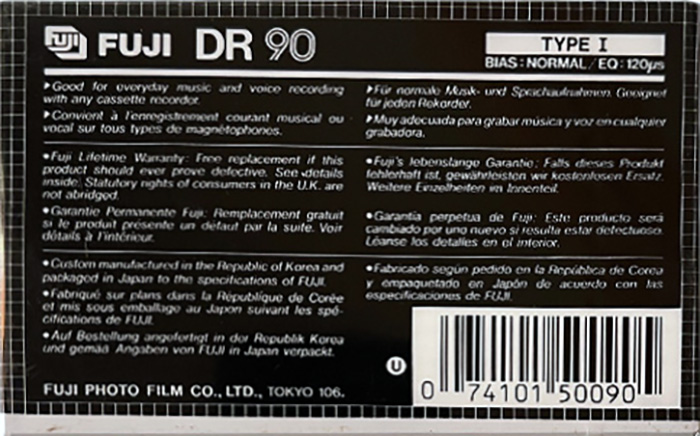 FUJI FUJI DR 90
TYPE I
BIAS: NORMAL/EQ: 120µs
▸Good for everyday music and voice recording
with any cassette recorder.
▸Convient à l'enregistrement courant musical ou
vocal sur tous types de magnétophones.
▸Für normale Musik- und Sprachaufnahmen. Geeignet
für jeden Rekorder.
▸Muy adecuada para grabar música y voz en cualquier
grabadora.
•Fuji Lifetime Warranty: Free replacement if this
product should ever prove defective. See details
inside. Statutory rights of consumers in the U.K. are
not abridged.
•Garantie Permanente Fuji: Remplacement gratuit
si le produit présente un défaut par la suite. Voir
détails à l'intérieur.
•Fuji's lebenslange Garantie: Falls dieses Produkt
fehlerhaft ist, gewährleisten wir kostenlosen Ersatz.
Weitere Einzelheiten im Innenteil.
•Garantía perpetua de Fuji: Este producto será
cambiado por uno nuevo si resulta estar defectuoso.
Léanse los detalles en el interior.
•Custom manufactured in the Republic of Korea and
packaged in Japan to the specifications of FUJI.
•Fabriqué sur plans dans la République de Corée
et mis sous emballage au Japon suivant les spé-
cifications de FUJI.
•Auf Bestellung angefertigt in der Republik Korea
und gemäß Angaben von FUJI in Japan verpackt.
•Fabricado según pedido en la República de Corea
y empaquetado en Japón de acuerdo con las
especificaciones de FUJI.
FUJI PHOTO FILM CO., LTD., TOKYO 106.
U
0 74101 50090